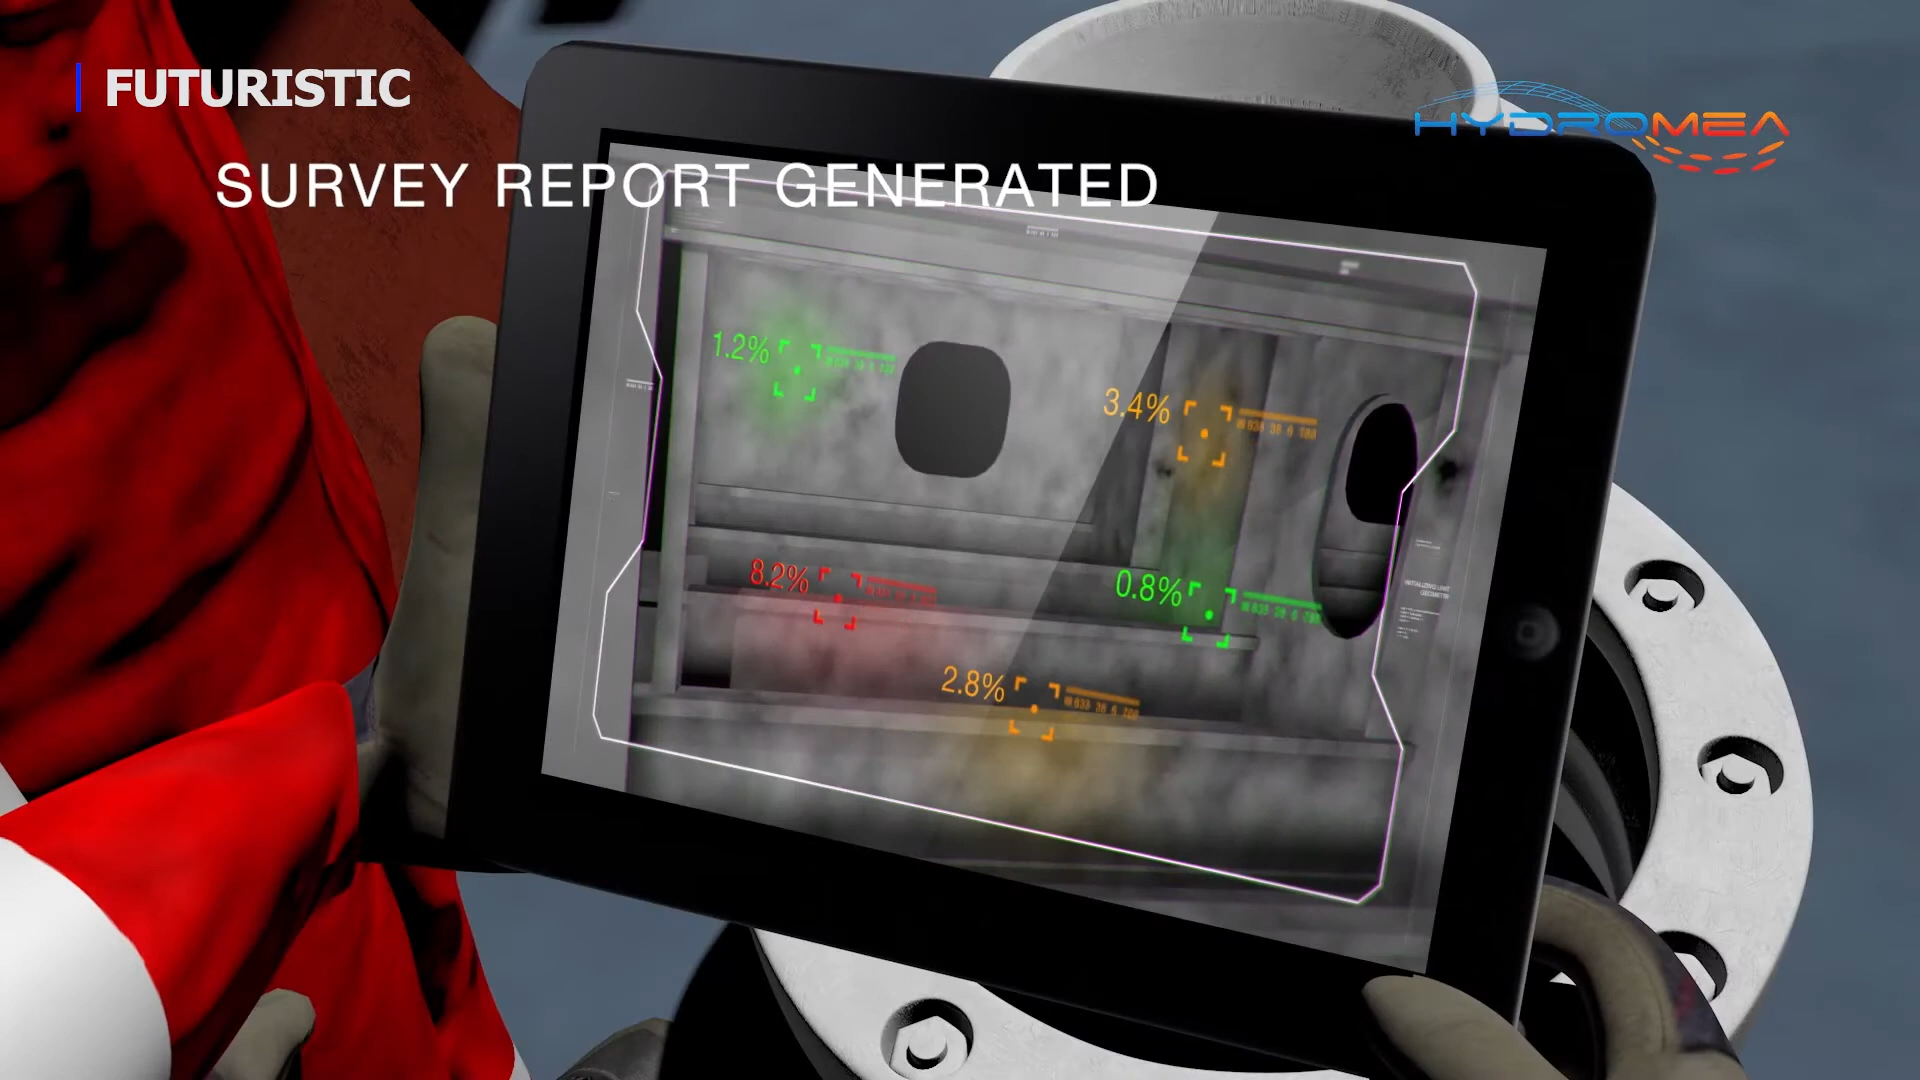 FUTURISTIC
HYDROMEA
SURVEY REPORT GENERATED
1.2%
3.4%
8.2%
0.8%
2.8%